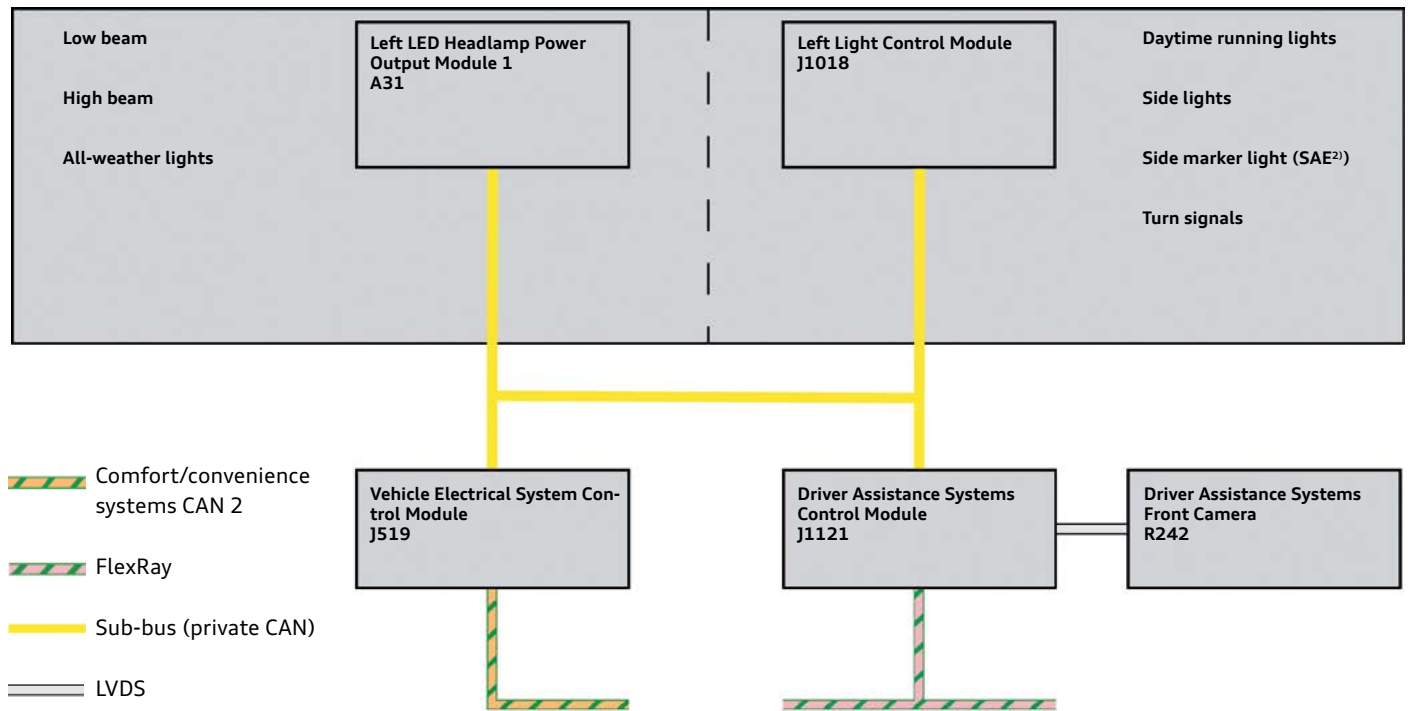 Low beam
High beam
All-weather lights
Left LED Headlamp Power
Output Module 1
A31
Left Light Control Module
J1018
Daytime running lights
Side lights
Side marker light (SAE²⁾)
Turn signals
Comfort/convenience
systems CAN 2
FlexRay
Sub-bus (private CAN)
LVDS
Vehicle Electrical System Con-
trol Module
J519
Driver Assistance Systems
Control Module
J1121
Driver Assistance Systems
Front Camera
R242